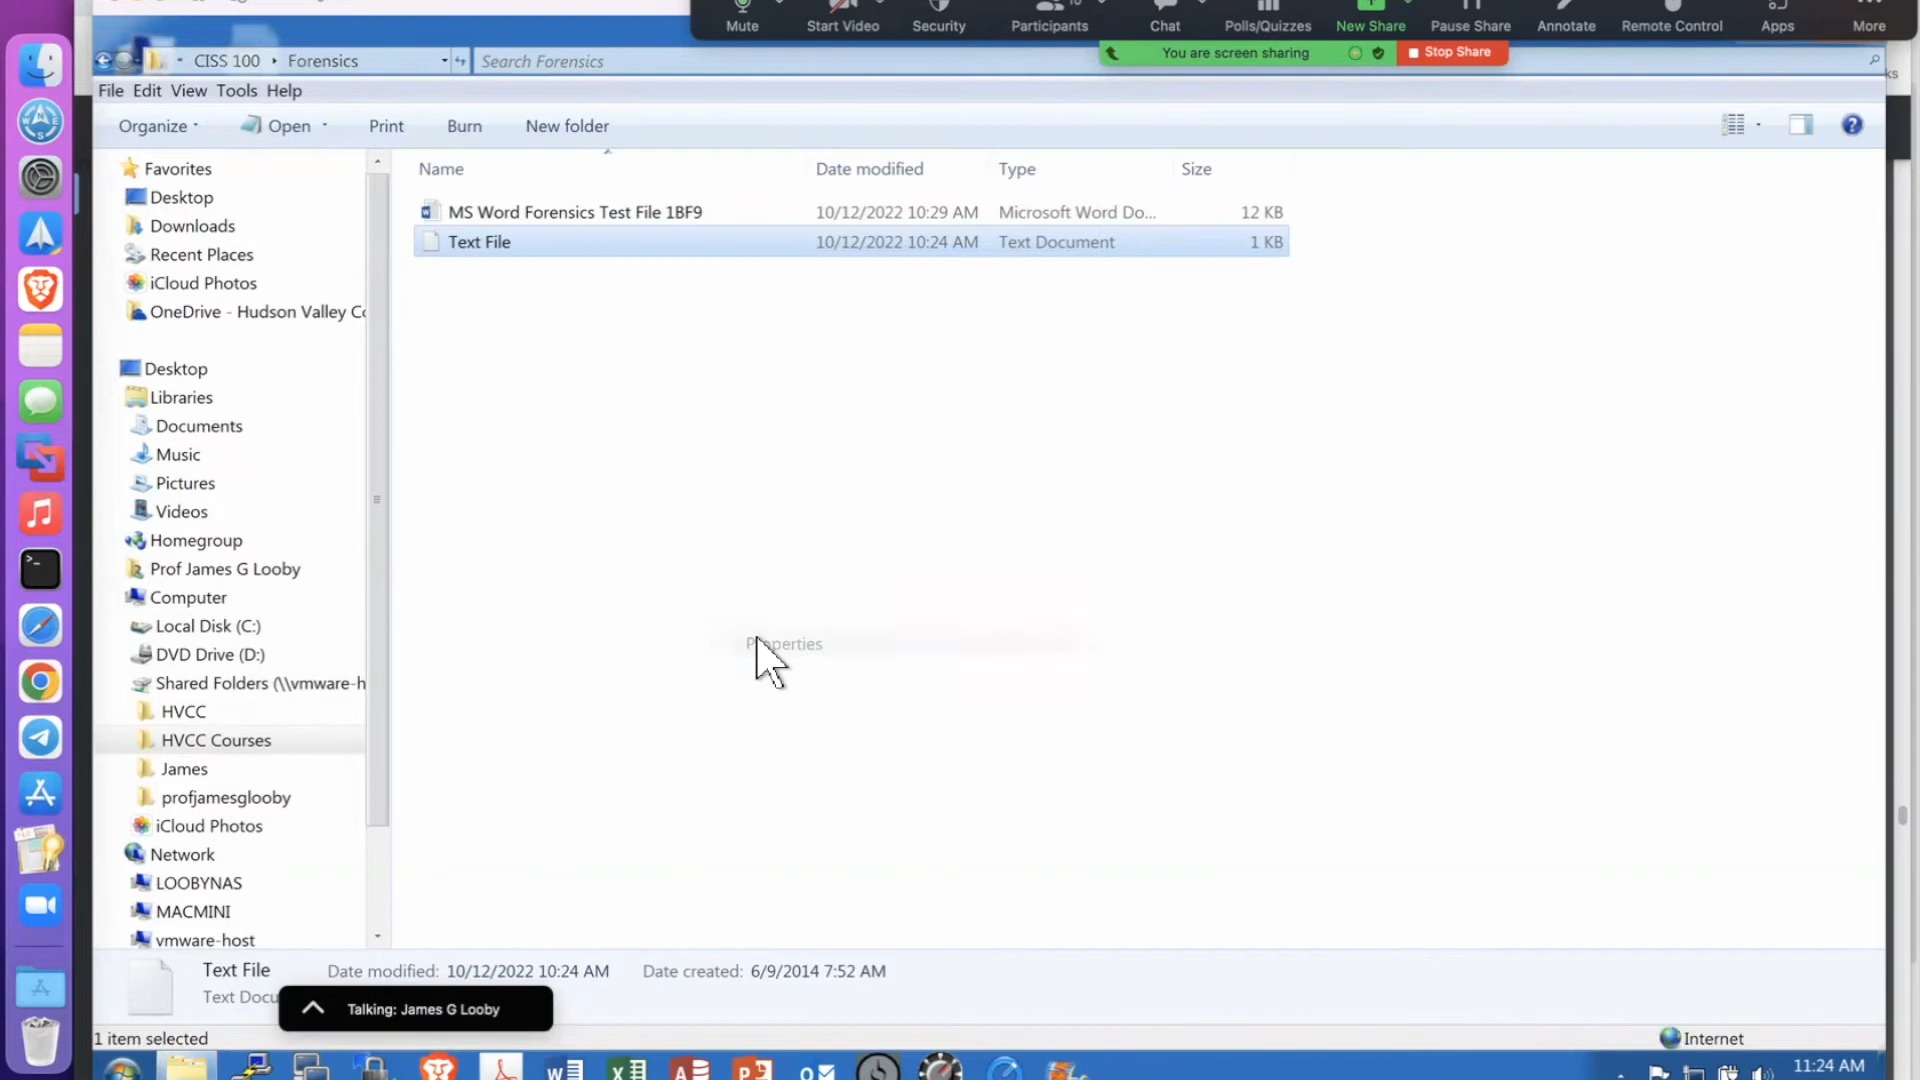 Mute
Start Video
Security
Participants
Chat
Polls/Quizzes
New Share
Pause Share
Annotate
Remote Control
Apps
More
You are screen sharing
Stop Share
CISS 100 Forensics
Search Forensics
File Edit View Tools Help
Organize Open Print Burn New folder
Name Date modified Type Size
MS Word Forensics Test File 1BF9 10/12/2022 10:29 AM Microsoft Word Do... 12 KB
Text File 10/12/2022 10:24 AM Text Document 1 KB
Favorites
Desktop
Downloads
Recent Places
iCloud Photos
OneDrive - Hudson Valley Cc
Desktop
Libraries
Documents
Music
Pictures
Videos
Homegroup
Prof James G Looby
Computer
Local Disk (C:)
DVD Drive (D:)
Shared Folders (\\vmware-h
HVCC
HVCC Courses
James
profjamesglooby
iCloud Photos
Network
LOOBYNAS
MACMINI
vmware-host
Properties
Text File Date modified: 10/12/2022 10:24 AM Date created: 6/9/2014 7:52 AM
Text Docu
Talking: James G Looby
1 item selected
Internet
11:24 AM